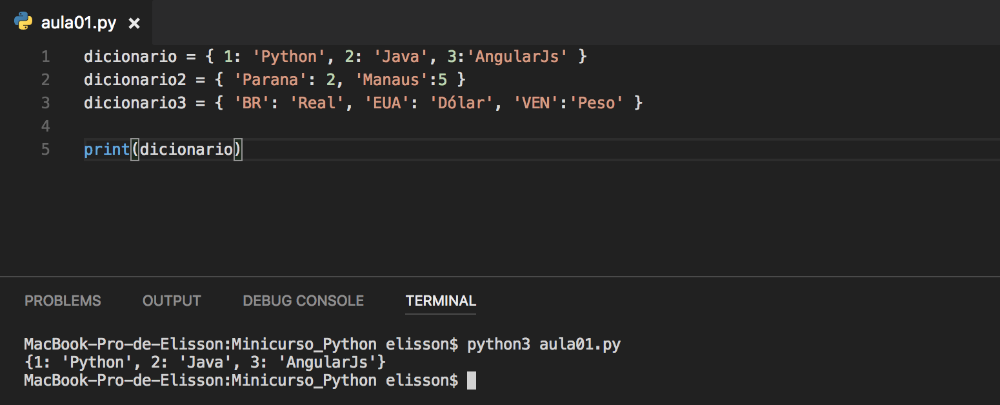 aula01.py ×
1 dicionario = { 1: 'Python', 2: 'Java', 3:'AngularJs' }
2 dicionario2 = { 'Parana': 2, 'Manaus':5 }
3 dicionario3 = { 'BR': 'Real', 'EUA': 'Dólar', 'VEN':'Peso' }
4
5 print(dicionario)
PROBLEMS OUTPUT DEBUG CONSOLE TERMINAL
MacBook-Pro-de-Elisson:Minicurso_Python elisson$ python3 aula01.py
{1: 'Python', 2: 'Java', 3: 'AngularJs'}
MacBook-Pro-de-Elisson:Minicurso_Python elisson$